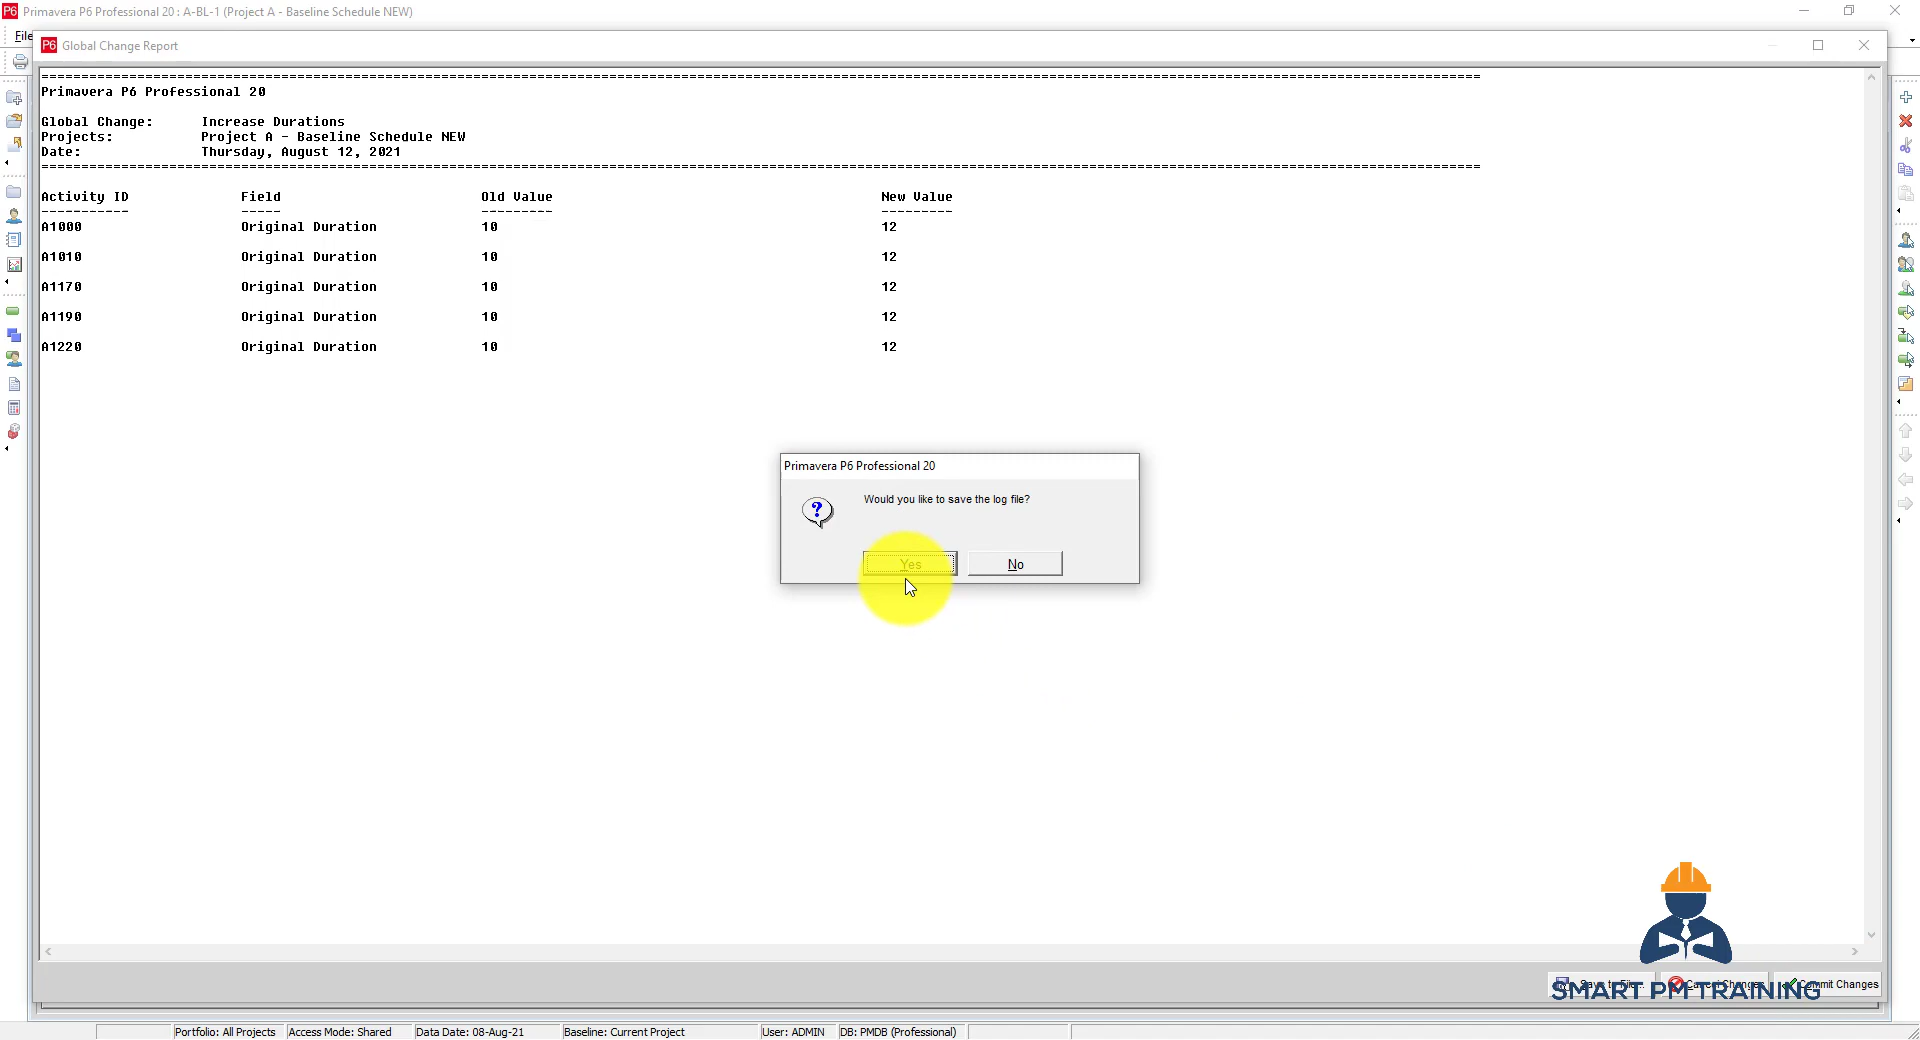 P6 Primavera P6 Professional 20 : A-BL-1 (Project A - Baseline Schedule NEW)
File
P6 Global Change Report
Primavera P6 Professional 20
Global Change: Increase Durations
Projects: Project A - Baseline Schedule NEW
Date: Thursday, August 12, 2021
Activity ID Field Old Value New Value
A1000 Original Duration 10 12
A1010 Original Duration 10 12
A1170 Original Duration 10 12
A1190 Original Duration 10 12
A1220 Original Duration 10 12
Primavera P6 Professional 20
Would you like to save the log file?
Yes No
Cancel Changes Commit Changes
SMART PM TRAINING
Portfolio: All Projects Access Mode: Shared Data Date: 08-Aug-21 Baseline: Current Project User: ADMIN DB: PMDB (Professional)